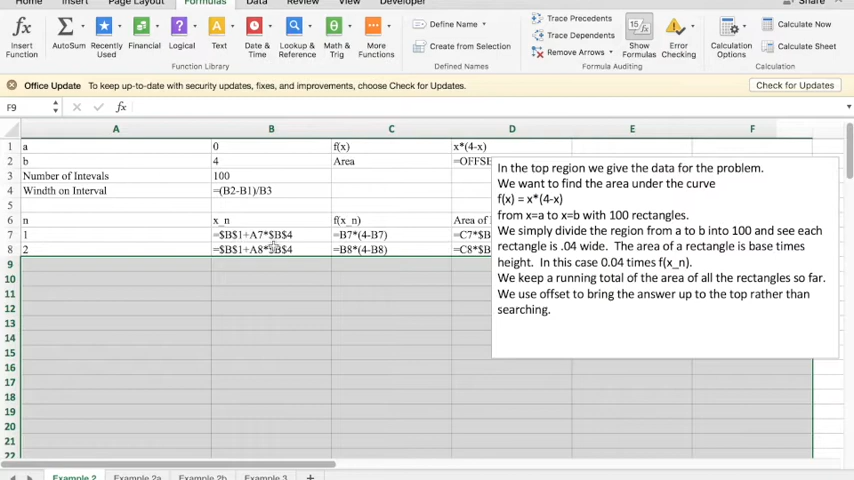 Home Insert Page Layout Formulas Data Review View Developer Share
Insert Function
AutoSum
Recently Used
Financial
Logical
Text
Date & Time
Lookup & Reference
Math & Trig
More Functions
Function Library
Define Name
Create from Selection
Defined Names
Trace Precedents
Trace Dependents
Remove Arrows
Show Formulas
Error Checking
Formula Auditing
Calculation Options
Calculate Now
Calculate Sheet
Calculation
Office Update To keep up-to-date with security updates, fixes, and improvements, choose Check for Updates. Check for Updates
F9 fx
A B C D E F
1 a 0 f(x) x*(4-x)
2 b 4 Area =OFFSE
3 Number of Intevals 100
4 Windth on Interval =(B2-B1)/B3
5
6 n x_n f(x_n) Area of
7 1 =$B$1+A7*$B$4 =B7*(4-B7) =C7*$B
8 2 =$B$1+A8*$B$4 =B8*(4-B8) =C8*$B
9
10
11
12
13
14
15
16
17
18
19
20
21
22
In the top region we give the data for the problem.
We want to find the area under the curve
f(x) = x*(4-x)
from x=a to x=b with 100 rectangles.
We simply divide the region from a to b into 100 and see each
rectangle is .04 wide. The area of a rectangle is base times
height. In this case 0.04 times f(x_n).
We keep a running total of the area of all the rectangles so far.
We use offset to bring the answer up to the top rather than
searching.
Example 2 Example 2a Example 2b Example 3 +